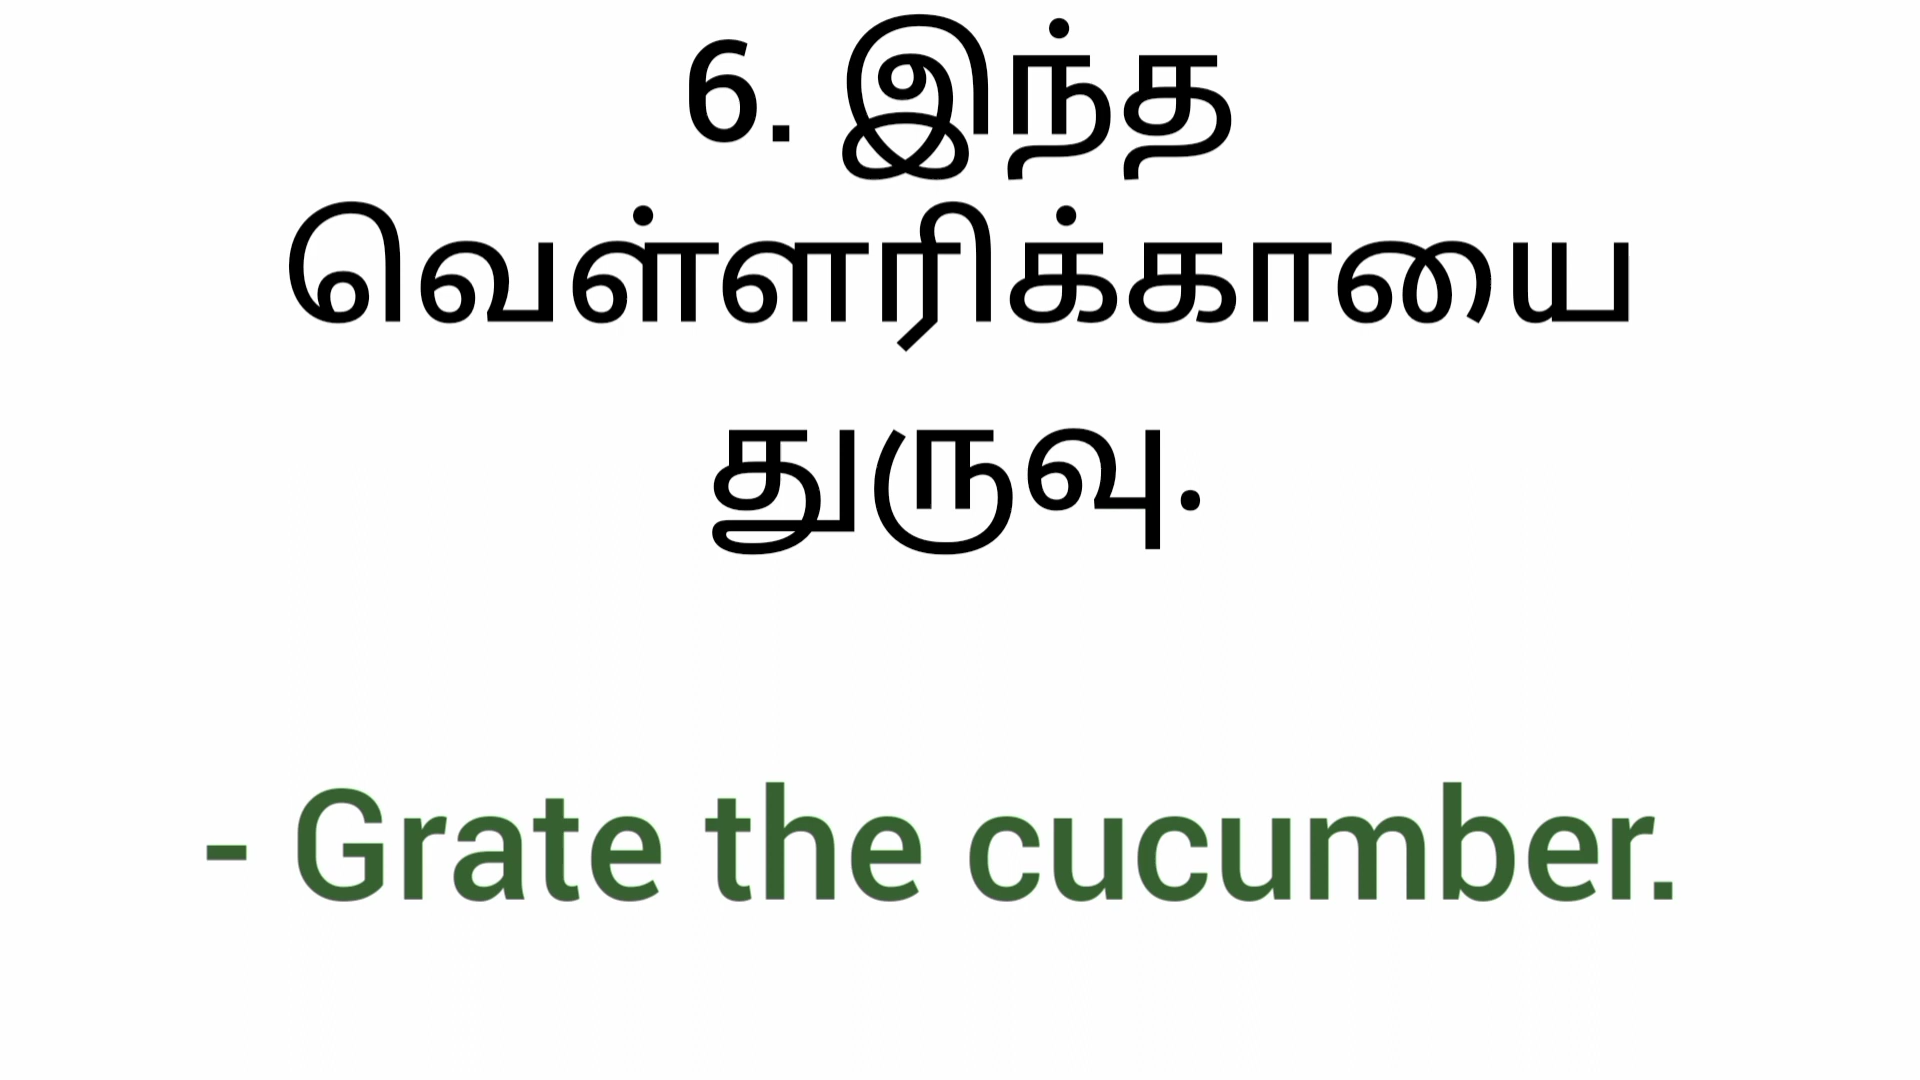 6. இந்த
வெள்ளரிக்காயை
துருவு.
- Grate the cucumber.